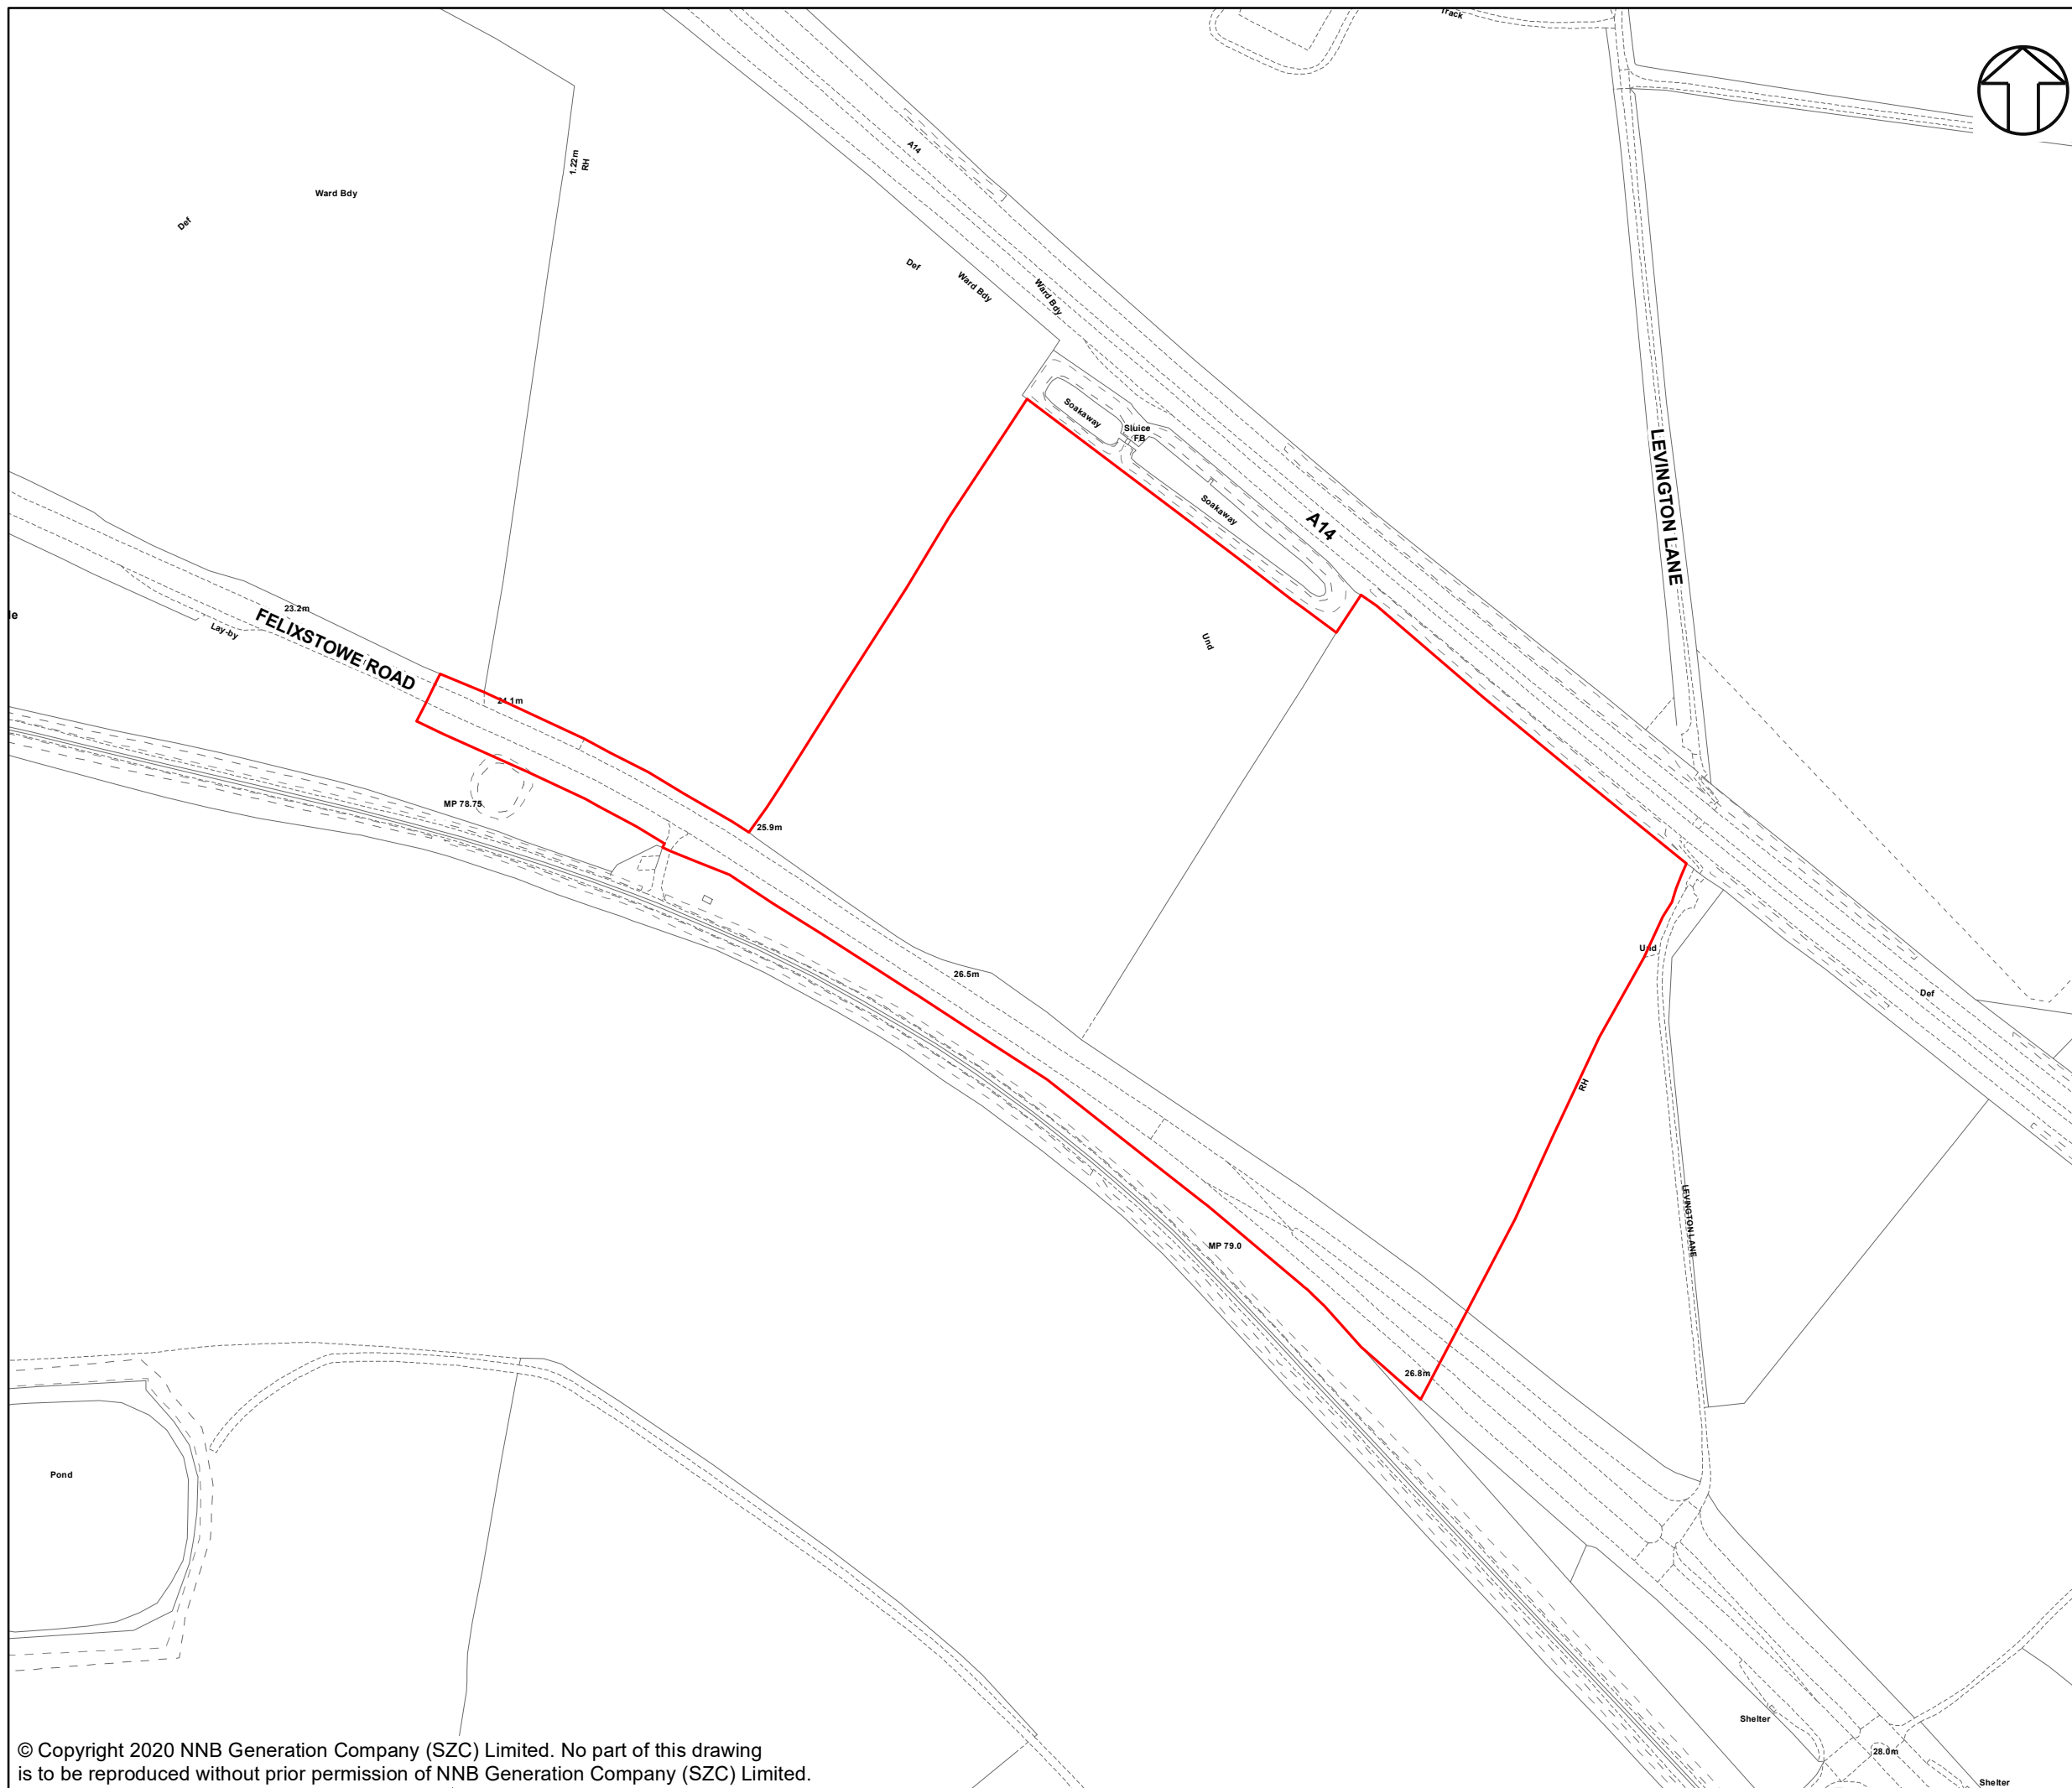 Track
A14
1.22m
RH
Ward Bdy
Def
Def
Ward Bdy
Ward Bdy
Soakaway
Sluice
FB
Soakaway
A14
LEVINGTON LANE
23.2m
FELIXSTOWE ROAD
Lay-by
le
Und
24.1m
MP 78.75
25.9m
26.5m
Und
Def
RH
LEVINGTON LANE
MP 79.0
26.8m
Pond
Shelter
28.0m
Shelter
© Copyright 2020 NNB Generation Company (SZC) Limited. No part of this drawing
is to be reproduced without prior permission of NNB Generation Company (SZC) Limited.